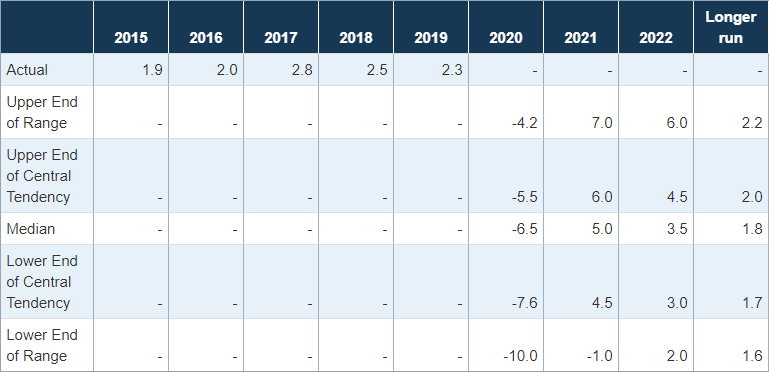 2015 2016 2017 2018 2019 2020 2021 2022 Longer run
Actual 1.9 2.0 2.8 2.5 2.3 - - - -
Upper End
of Range - - - - - -4.2 7.0 6.0 2.2
Upper End
of Central
Tendency - - - - - -5.5 6.0 4.5 2.0
Median - - - - - -6.5 5.0 3.5 1.8
Lower End
of Central
Tendency - - - - - -7.6 4.5 3.0 1.7
Lower End
of Range - - - - - -10.0 -1.0 2.0 1.6